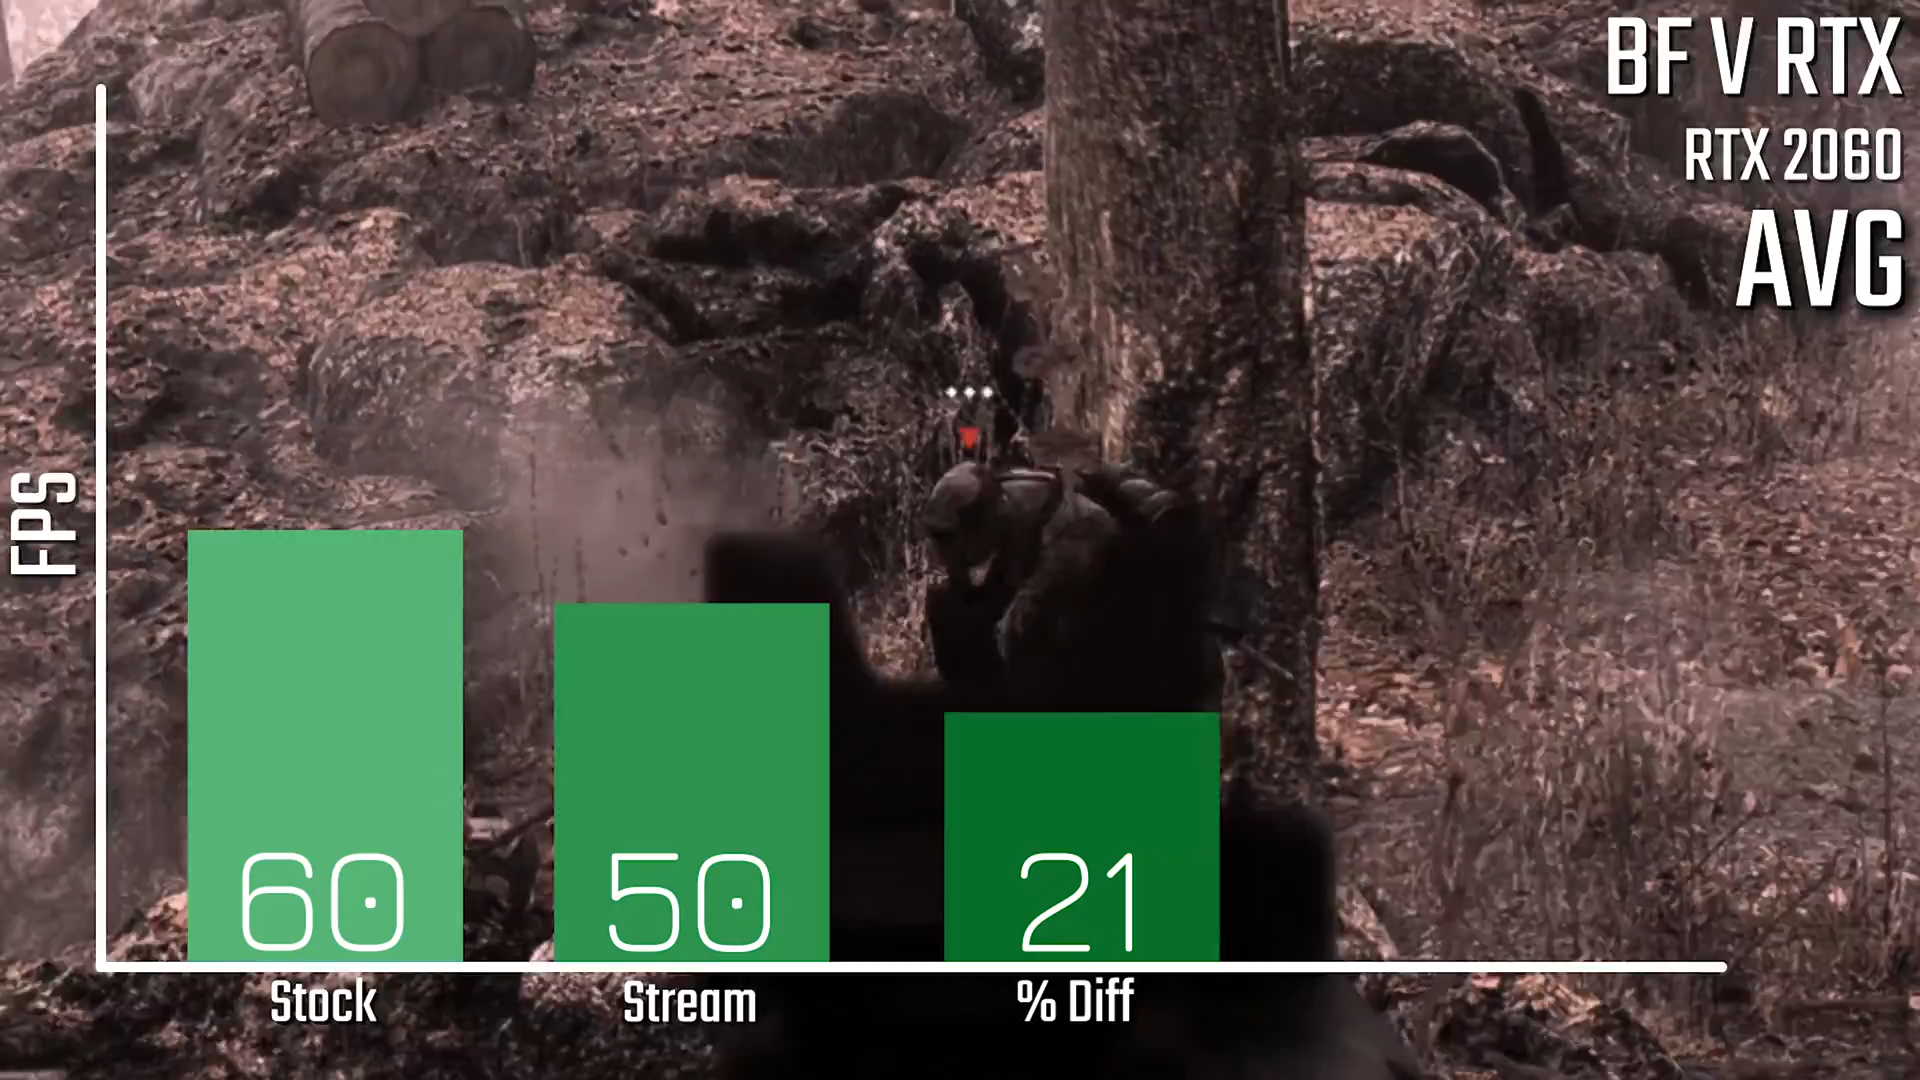 BF V RTX
RTX 2060
AVG
FPS
60
50
21
Stock
Stream
% Diff